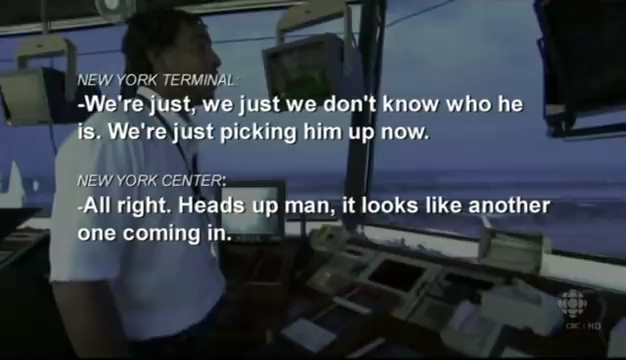 NEW YORK TERMINAL:
-We're just, we just we don't know who he
is. We're just picking him up now.
NEW YORK CENTER:
-All right. Heads up man, it looks like another
one coming in.
CBC HD